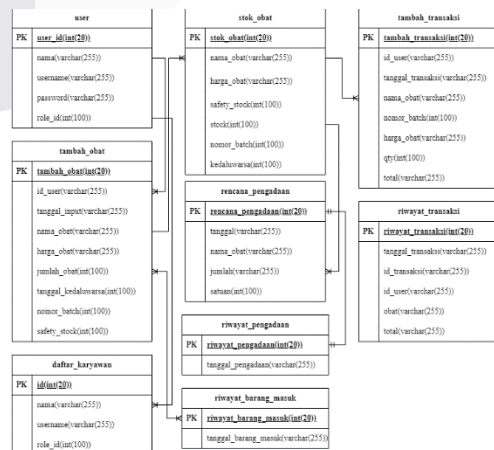 user
PK user_id(int(20))
nama(varchar(255))
username(varchar(255))
password(varchar(255))
role_id(int(100))
tambah_obat
PK tambah_obat(int(20))
id_user(varchar(255))
tanggal_input(varchar(255))
nama_obat(varchar(255))
harga_obat(varchar(255))
jumlah_obat(int(100))
tanggal_kedaluwarsa(int(100))
nomor_batch(int(100))
safety_stock(int(100))
daftar_karyawan
PK id(int(20))
nama(varchar(255))
username(varchar(255))
role_id(int(100))
stok_obat
PK stok_obat(int(20))
nama_obat(varchar(255))
harga_obat(varchar(255))
safety_stock(int(100))
stock(int(100))
nomor_batch(int(100))
kedaluwarsa(int(100))
rencana_pengadaan
PK rencana_pengadaan(int(20))
tanggal(varchar(255))
nama_obat(varchar(255))
jumlah(varchar(255))
satuan(int(100))
riwayat_pengadaan
PK riwayat_pengadaan(int(20))
tanggal_pengadaan(varchar(255))
riwayat_barang_masuk
PK riwayat_barang_masuk(int(20))
tanggal_barang_masuk(varchar(255))
tambah_transaksi
PK tambah_transaksi(int(20))
id_user(varchar(255))
tanggal_transaksi(varchar(255))
nama_obat(varchar(255))
nomor_batch(int(100))
harga_obat(varchar(255))
qty(int(100))
total(varchar(255))
riwayat_transaksi
PK riwayat_transaksi(int(20))
tanggal_transaksi(varchar(255))
id_transaksi(varchar(255))
id_user(varchar(255))
obat(varchar(255))
total(varchar(255))